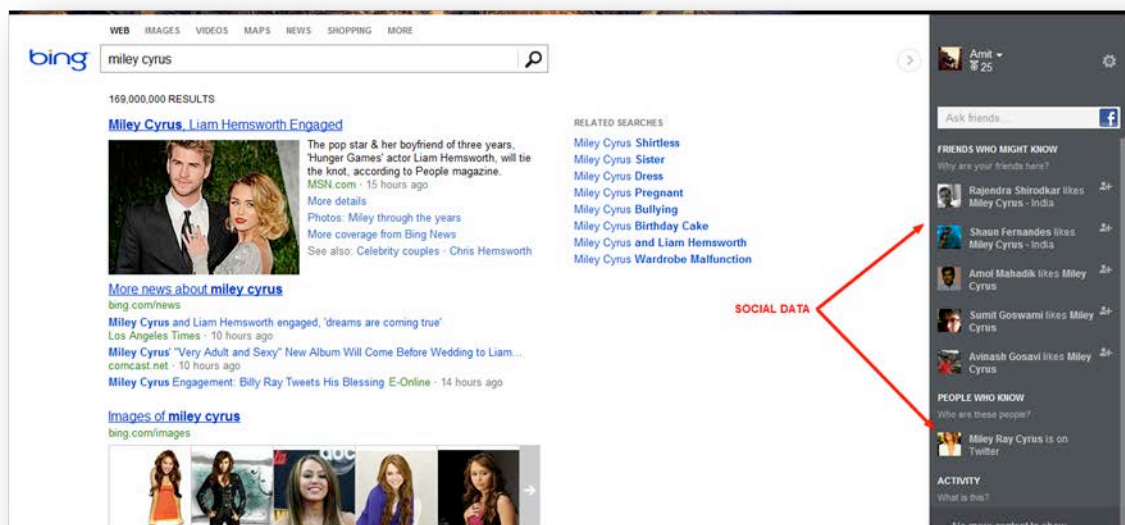 WEB IMAGES VIDEOS MAPS NEWS SHOPPING MORE
bing
miley cyrus
169,000,000 RESULTS
Miley Cyrus, Liam Hemsworth Engaged
The pop star & her boyfriend of three years,
'Hunger Games' actor Liam Hemsworth, will tie
the knot, according to People magazine.
MSN.com · 15 hours ago
More details
Photos: Miley through the years
More coverage from Bing News
See also: Celebrity couples · Chris Hemsworth
More news about miley cyrus
bing.com/news
Miley Cyrus and Liam Hemsworth engaged, 'dreams are coming true'
Los Angeles Times · 10 hours ago
Miley Cyrus' "Very Adult and Sexy" New Album Will Come Before Wedding to Liam...
comcast.net · 10 hours ago
Miley Cyrus Engagement: Billy Ray Tweets His Blessing E-Online · 14 hours ago
Images of miley cyrus
bing.com/images
abc
RELATED SEARCHES
Miley Cyrus Shirtless
Miley Cyrus Sister
Miley Cyrus Dress
Miley Cyrus Pregnant
Miley Cyrus Bullying
Miley Cyrus Birthday Cake
Miley Cyrus and Liam Hemsworth
Miley Cyrus Wardrobe Malfunction
SOCIAL DATA
Amit
25
Ask friends...
f
FRIENDS WHO MIGHT KNOW
Why are your friends here?
Rajendra Shirodkar likes
Miley Cyrus - India
Shaun Fernandes likes
Miley Cyrus - India
Amol Mahadik likes Miley
Cyrus
Sumit Goswami likes Miley
Cyrus
Avinash Gosavi likes Miley
Cyrus
PEOPLE WHO KNOW
Who are these people?
Miley Ray Cyrus is on
Twitter
ACTIVITY
What is this?